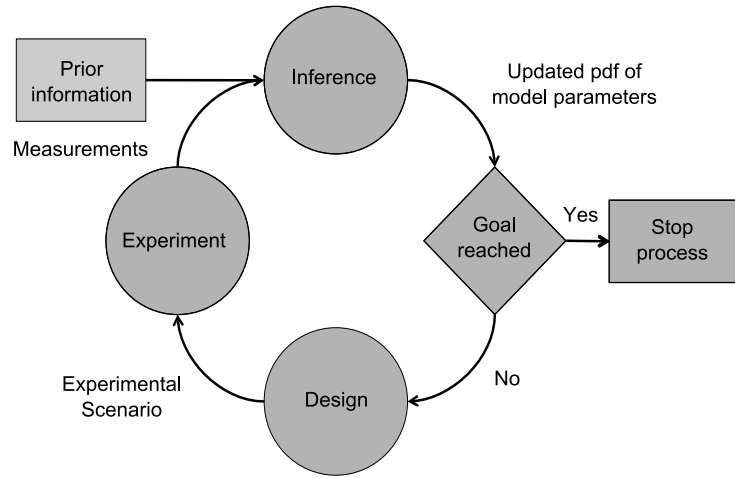 Prior
information
Inference
Updated pdf of
model parameters
Measurements
Experiment
Goal
reached
Yes
Stop
process
Experimental
Scenario
Design
No